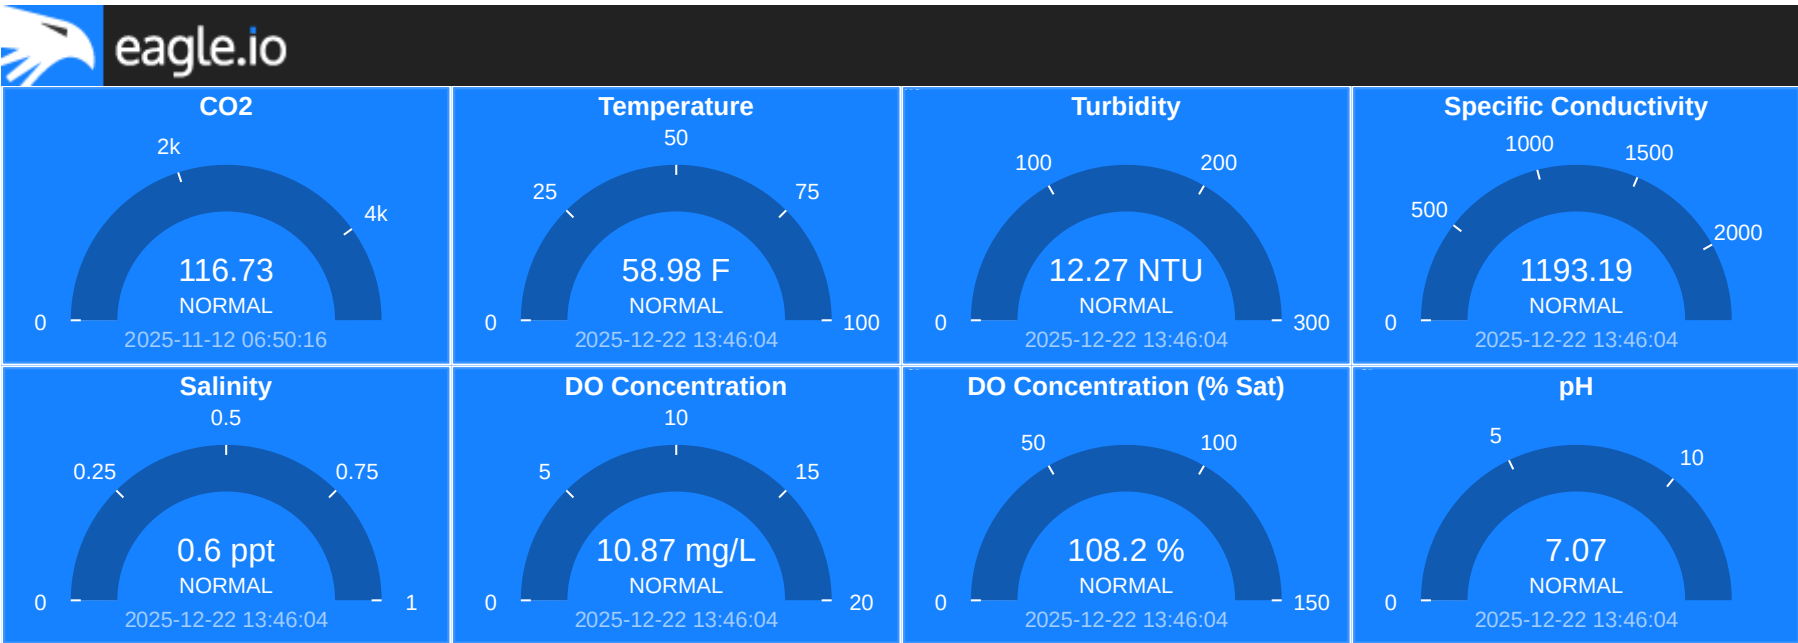 eagle.io
CO2
0
2k
4k
116.73
NORMAL
2025-11-12 06:50:16
Temperature
0
25
50
75
100
58.98 F
NORMAL
2025-12-22 13:46:04
Turbidity
0
100
200
300
12.27 NTU
NORMAL
2025-12-22 13:46:04
Specific Conductivity
0
500
1000
1500
2000
1193.19
NORMAL
2025-12-22 13:46:04
Salinity
0
0.25
0.5
0.75
1
0.6 ppt
NORMAL
2025-12-22 13:46:04
DO Concentration
0
5
10
15
20
10.87 mg/L
NORMAL
2025-12-22 13:46:04
DO Concentration (% Sat)
0
50
100
150
108.2 %
NORMAL
2025-12-22 13:46:04
pH
0
5
10
7.07
NORMAL
2025-12-22 13:46:04